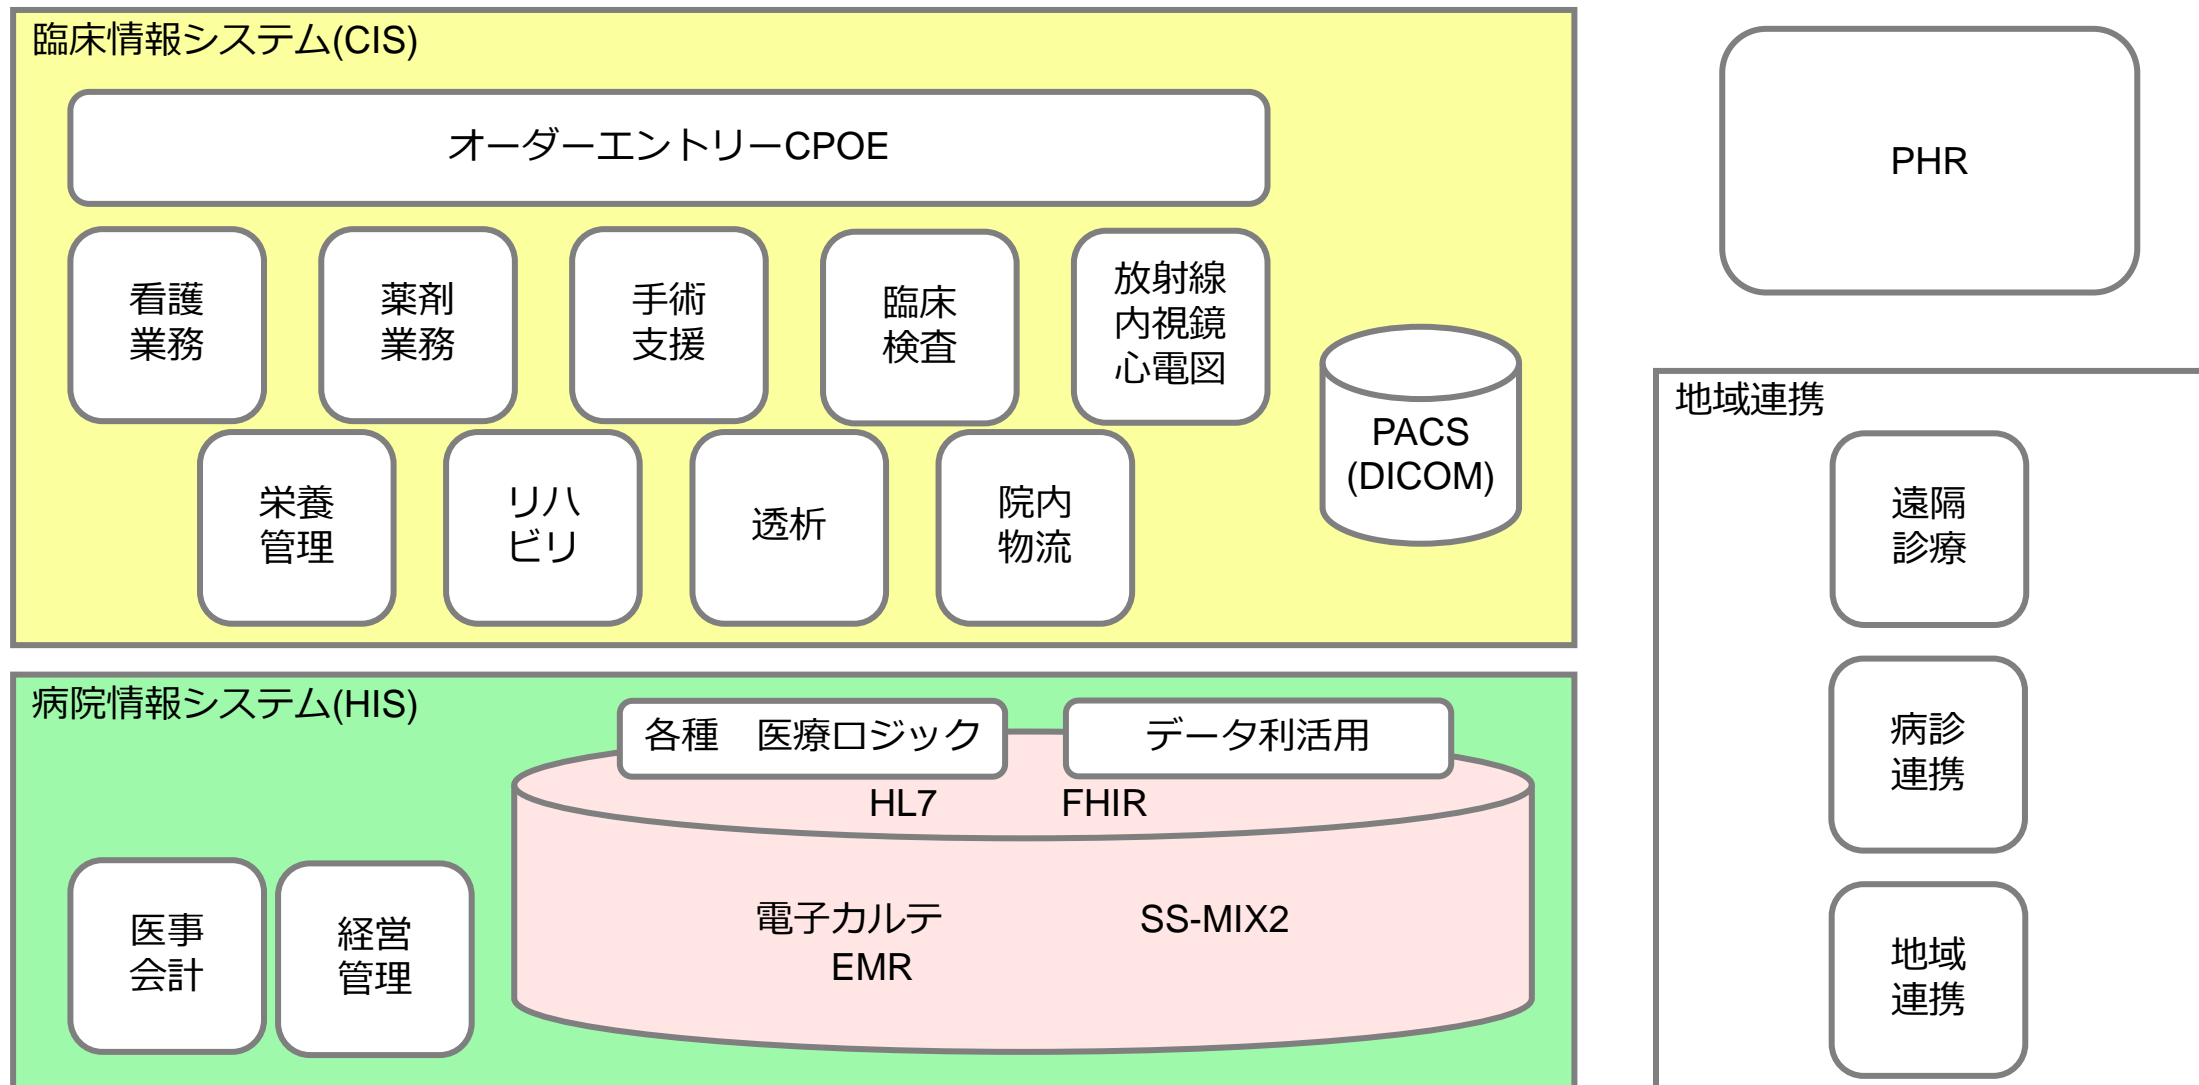 臨床情報システム(CIS)
オーダーエントリーCPOE
看護
業務
薬剤
業務
手術
支援
臨床
検査
放射線
内視鏡
心電図
栄養
管理
リハ
ビリ
透析
院内
物流
PACS
(DICOM)
病院情報システム(HIS)
各種　医療ロジック
データ利活用
HL7
FHIR
電子カルテ
EMR
SS-MIX2
医事
会計
経営
管理
PHR
地域連携
遠隔
診療
病診
連携
地域
連携